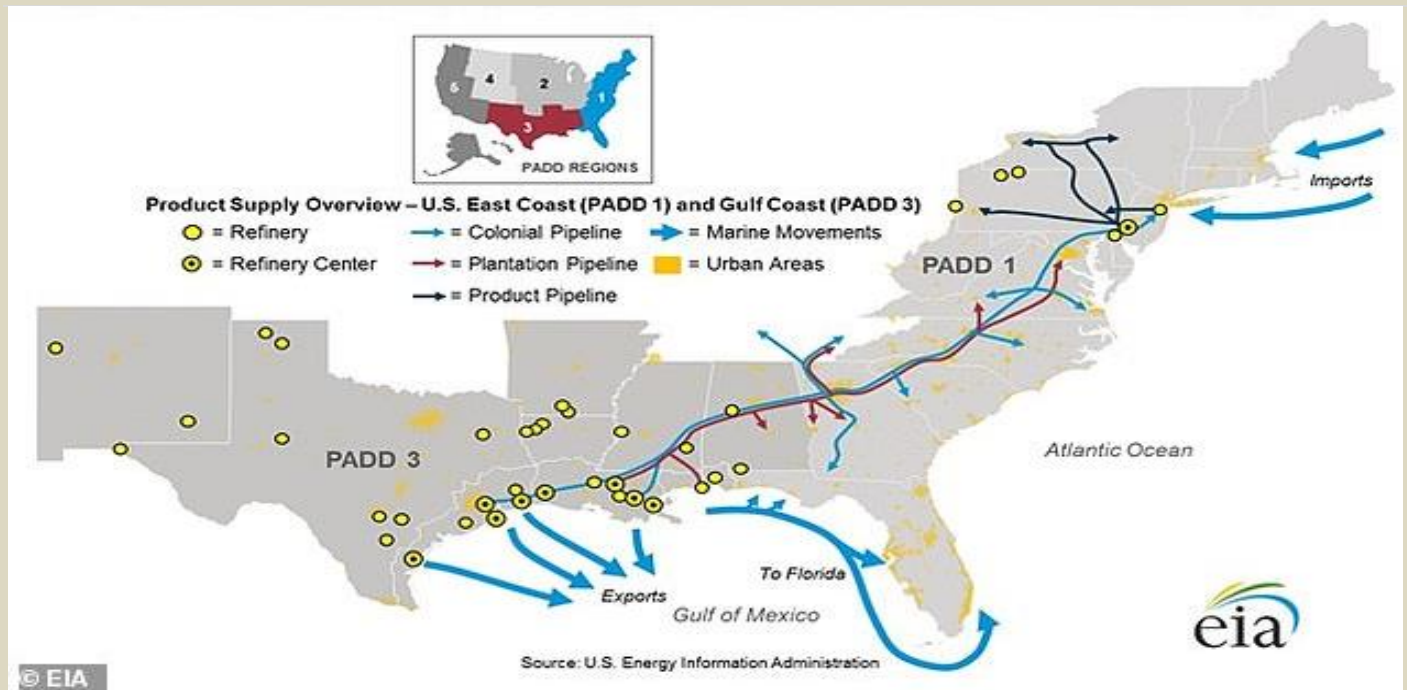 4
2
5
1
3
PADD REGIONS
Product Supply Overview – U.S. East Coast (PADD 1) and Gulf Coast (PADD 3)
= Refinery
= Colonial Pipeline
= Marine Movements
= Refinery Center
= Plantation Pipeline
= Urban Areas
= Product Pipeline
Imports
PADD 1
PADD 3
Atlantic Ocean
To Florida
Exports
Gulf of Mexico
eia
Source: U.S. Energy Information Administration
© EIA